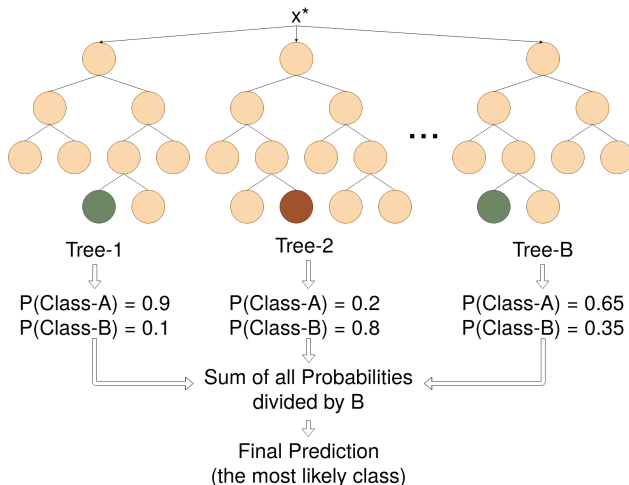 x*
...
Tree-1
Tree-2
Tree-B
P(Class-A) = 0.9
P(Class-B) = 0.1
P(Class-A) = 0.2
P(Class-B) = 0.8
P(Class-A) = 0.65
P(Class-B) = 0.35
Sum of all Probabilities
divided by B
Final Prediction
(the most likely class)